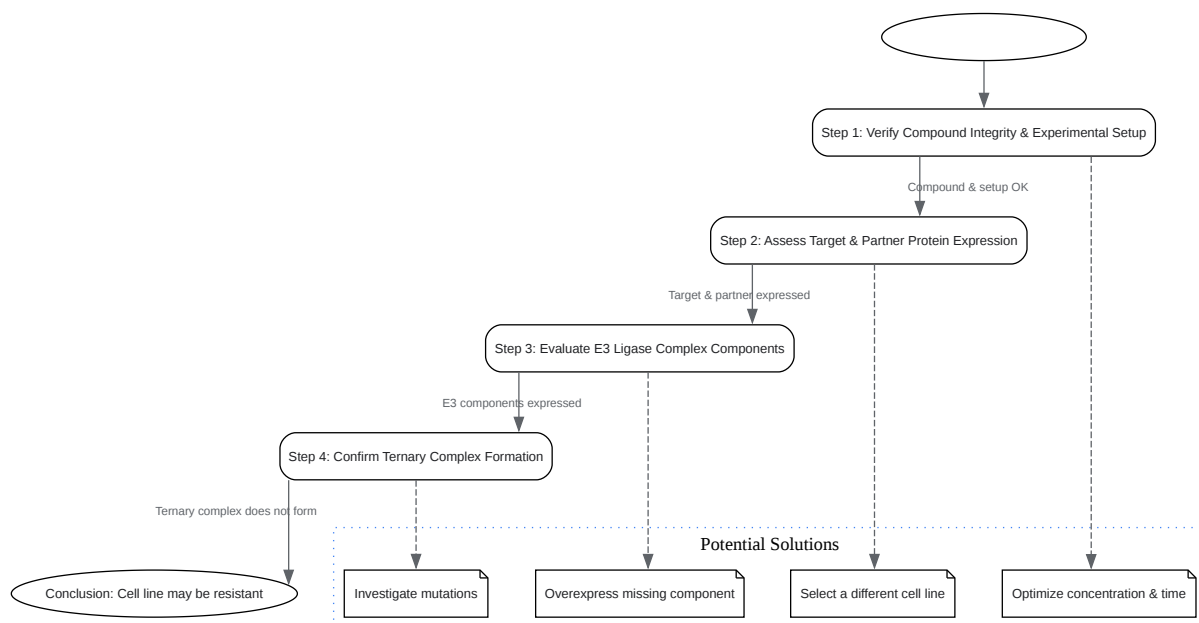 Step 1: Verify Compound Integrity & Experimental Setup
Compound & setup OK
Step 2: Assess Target & Partner Protein Expression
Target & partner expressed
Step 3: Evaluate E3 Ligase Complex Components
E3 components expressed
Step 4: Confirm Ternary Complex Formation
Ternary complex does not form
Potential Solutions
Conclusion: Cell line may be resistant
Investigate mutations
Overexpress missing component
Select a different cell line
Optimize concentration & time